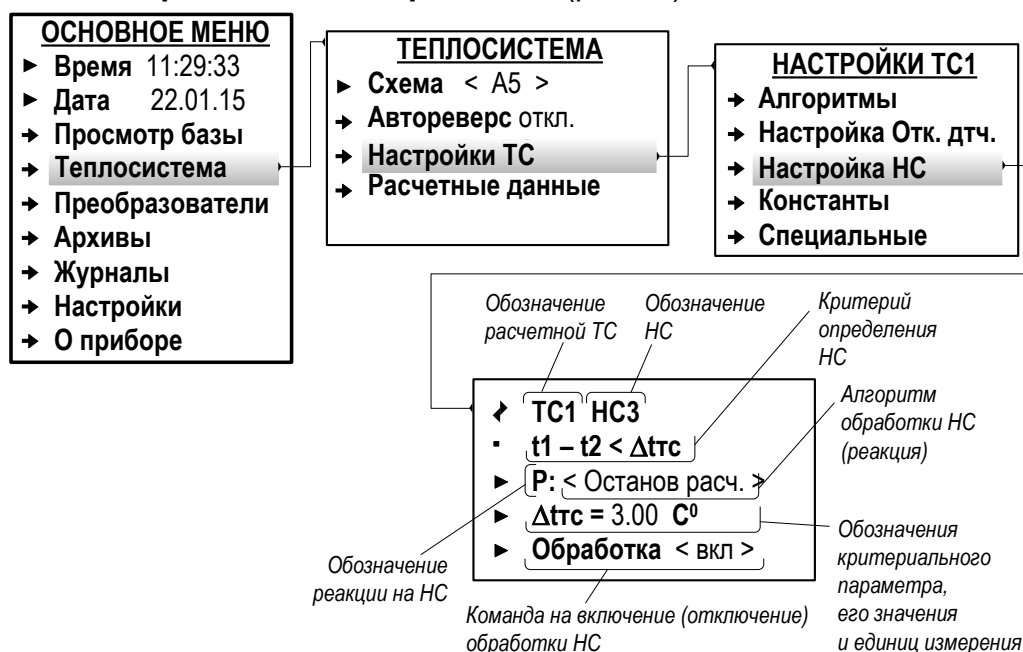 ОСНОВНОЕ МЕНЮ
Время 11:29:33
Дата 22.01.15
Просмотр базы
Теплосистема
Преобразователи
Архивы
Журналы
Настройки
О приборе
ТЕПЛОСИСТЕМА
Схема < А5 >
Автореверс откл.
Настройки ТС
Расчетные данные
НАСТРОЙКИ ТС1
Алгоритмы
Настройка Отк. дтч.
Настройка НС
Константы
Специальные
Обозначение
расчетной ТС
Обозначение
НС
Критерий
определения
НС
ТС1 НС3
t1 – t2 < Δtтс
Р: < Останов расч. >
Δtтс = 3.00 С⁰
Обработка < вкл >
Алгоритм
обработки НС
(реакция)
Обозначение
реакции на НС
Команда на включение (отключение)
обработки НС
Обозначения
критериального
параметра,
его значения
и единиц измерения